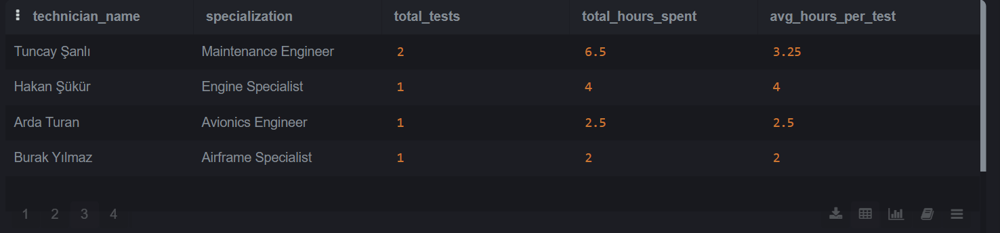 technician_name specialization total_tests total_hours_spent avg_hours_per_test
Tuncay Şanlı Maintenance Engineer 2 6.5 3.25
Hakan Şükür Engine Specialist 1 4 4
Arda Turan Avionics Engineer 1 2.5 2.5
Burak Yılmaz Airframe Specialist 1 2 2
1 2 3 4